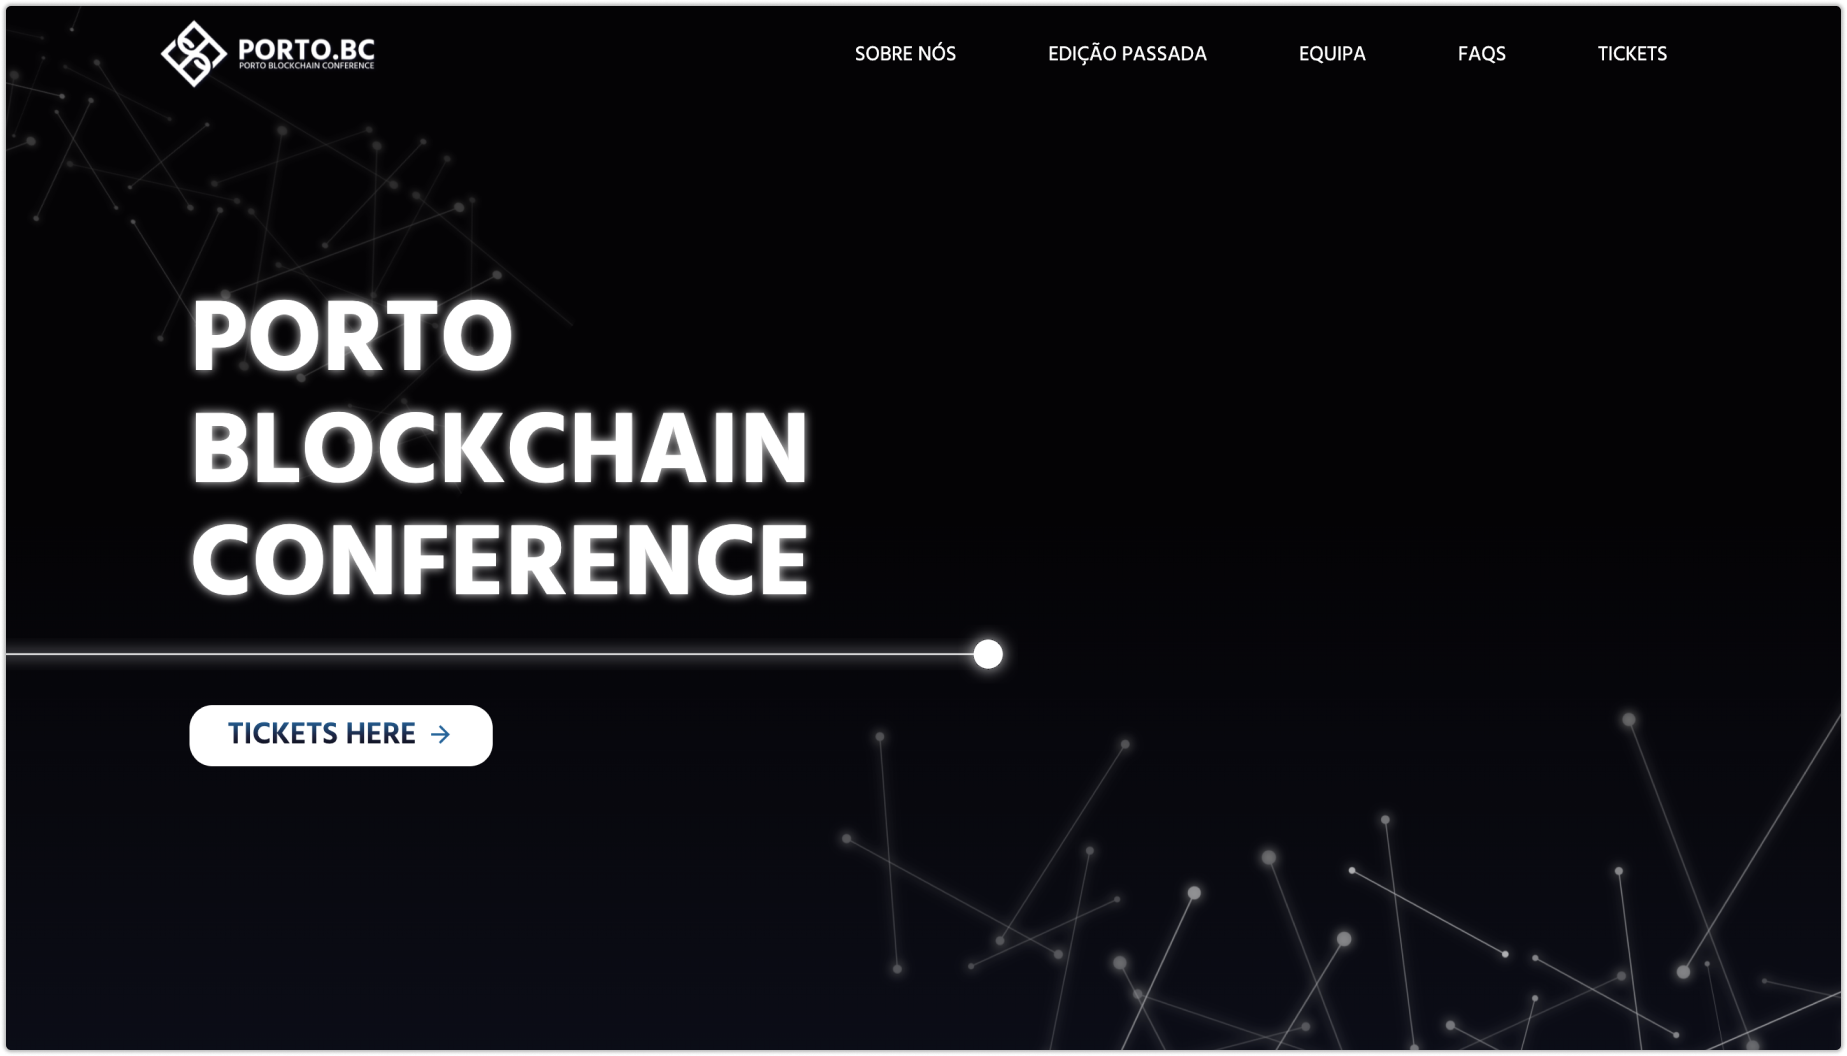 PORTO.BC
PORTO BLOCKCHAIN CONFERENCE
SOBRE NÓS
EDIÇÃO PASSADA
EQUIPA
FAQS
TICKETS
PORTO
BLOCKCHAIN
CONFERENCE
TICKETS HERE →